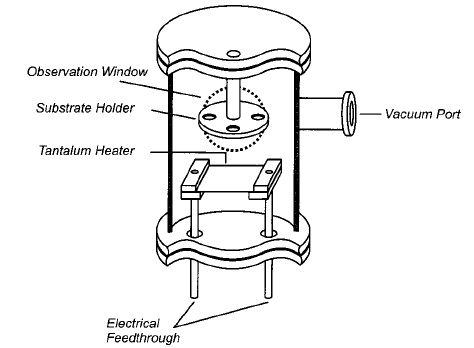 Observation Window
Substrate Holder
Vacuum Port
Tantalum Heater
Electrical
Feedthrough